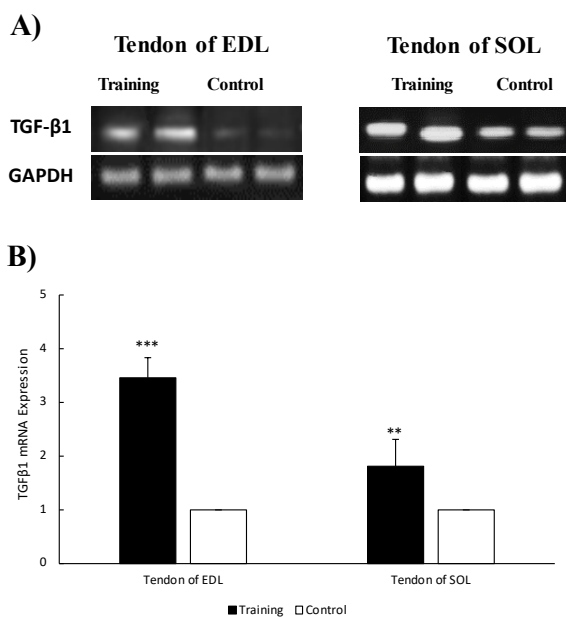 A)
Tendon of EDL Tendon of SOL
Training Control Training Control
TGF-β1
GAPDH
B)
5
4
3
2
1
0
TGFβ1 mRNA Expression
***
**
Tendon of EDL Tendon of SOL
Training Control